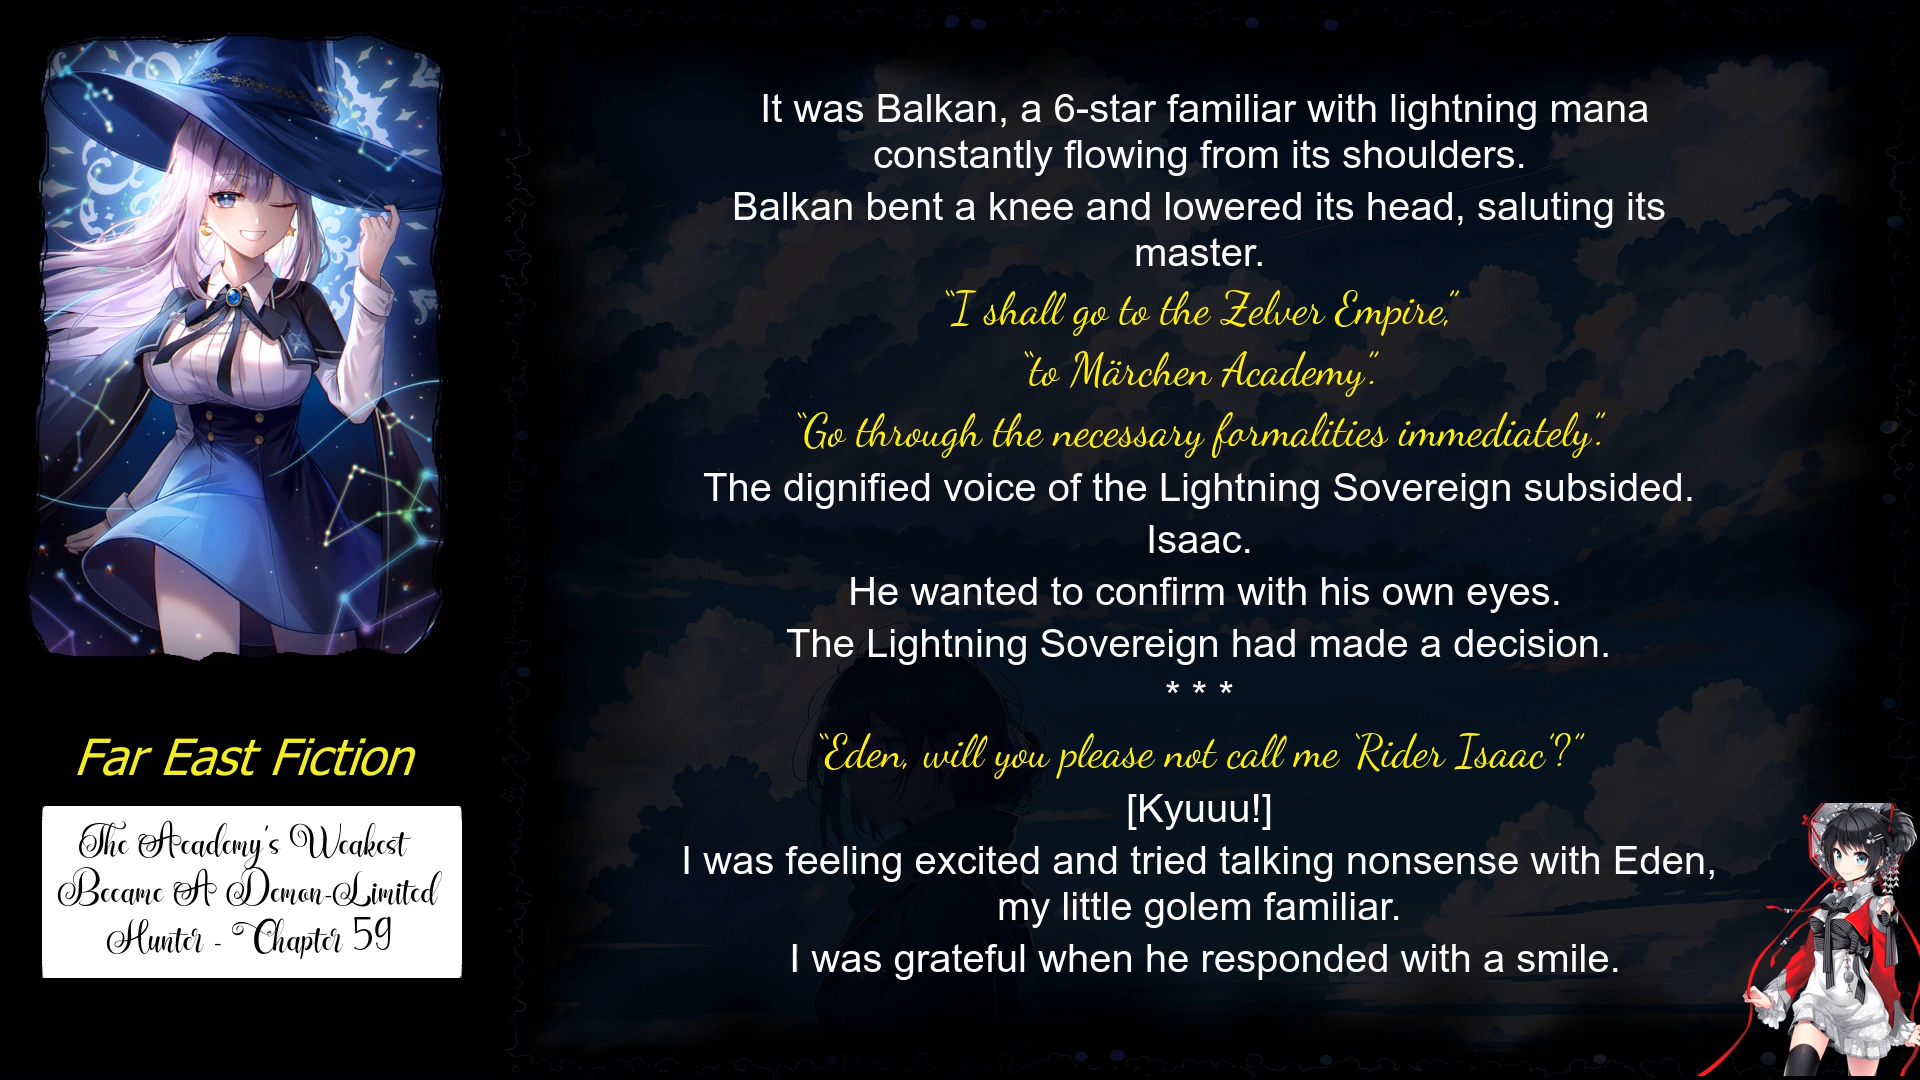 It was Balkan, a 6-star familiar with lightning mana
constantly flowing from its shoulders.
Balkan bent a knee and lowered its head, saluting its
master.
“I shall go to the Zelver Empire,”
“to Märchen Academy”.
“Go through the necessary formalities immediately”.
The dignified voice of the Lightning Sovereign subsided.
Isaac.
He wanted to confirm with his own eyes.
The Lightning Sovereign had made a decision.
* * *
“Eden, will you please not call me ‘Rider Isaac’?”
[Kyuuu!]
I was feeling excited and tried talking nonsense with Eden,
my little golem familiar.
I was grateful when he responded with a smile.
Far East Fiction
The Academy's Weakest
Became A Demon-Limited
Hunter - Chapter 59